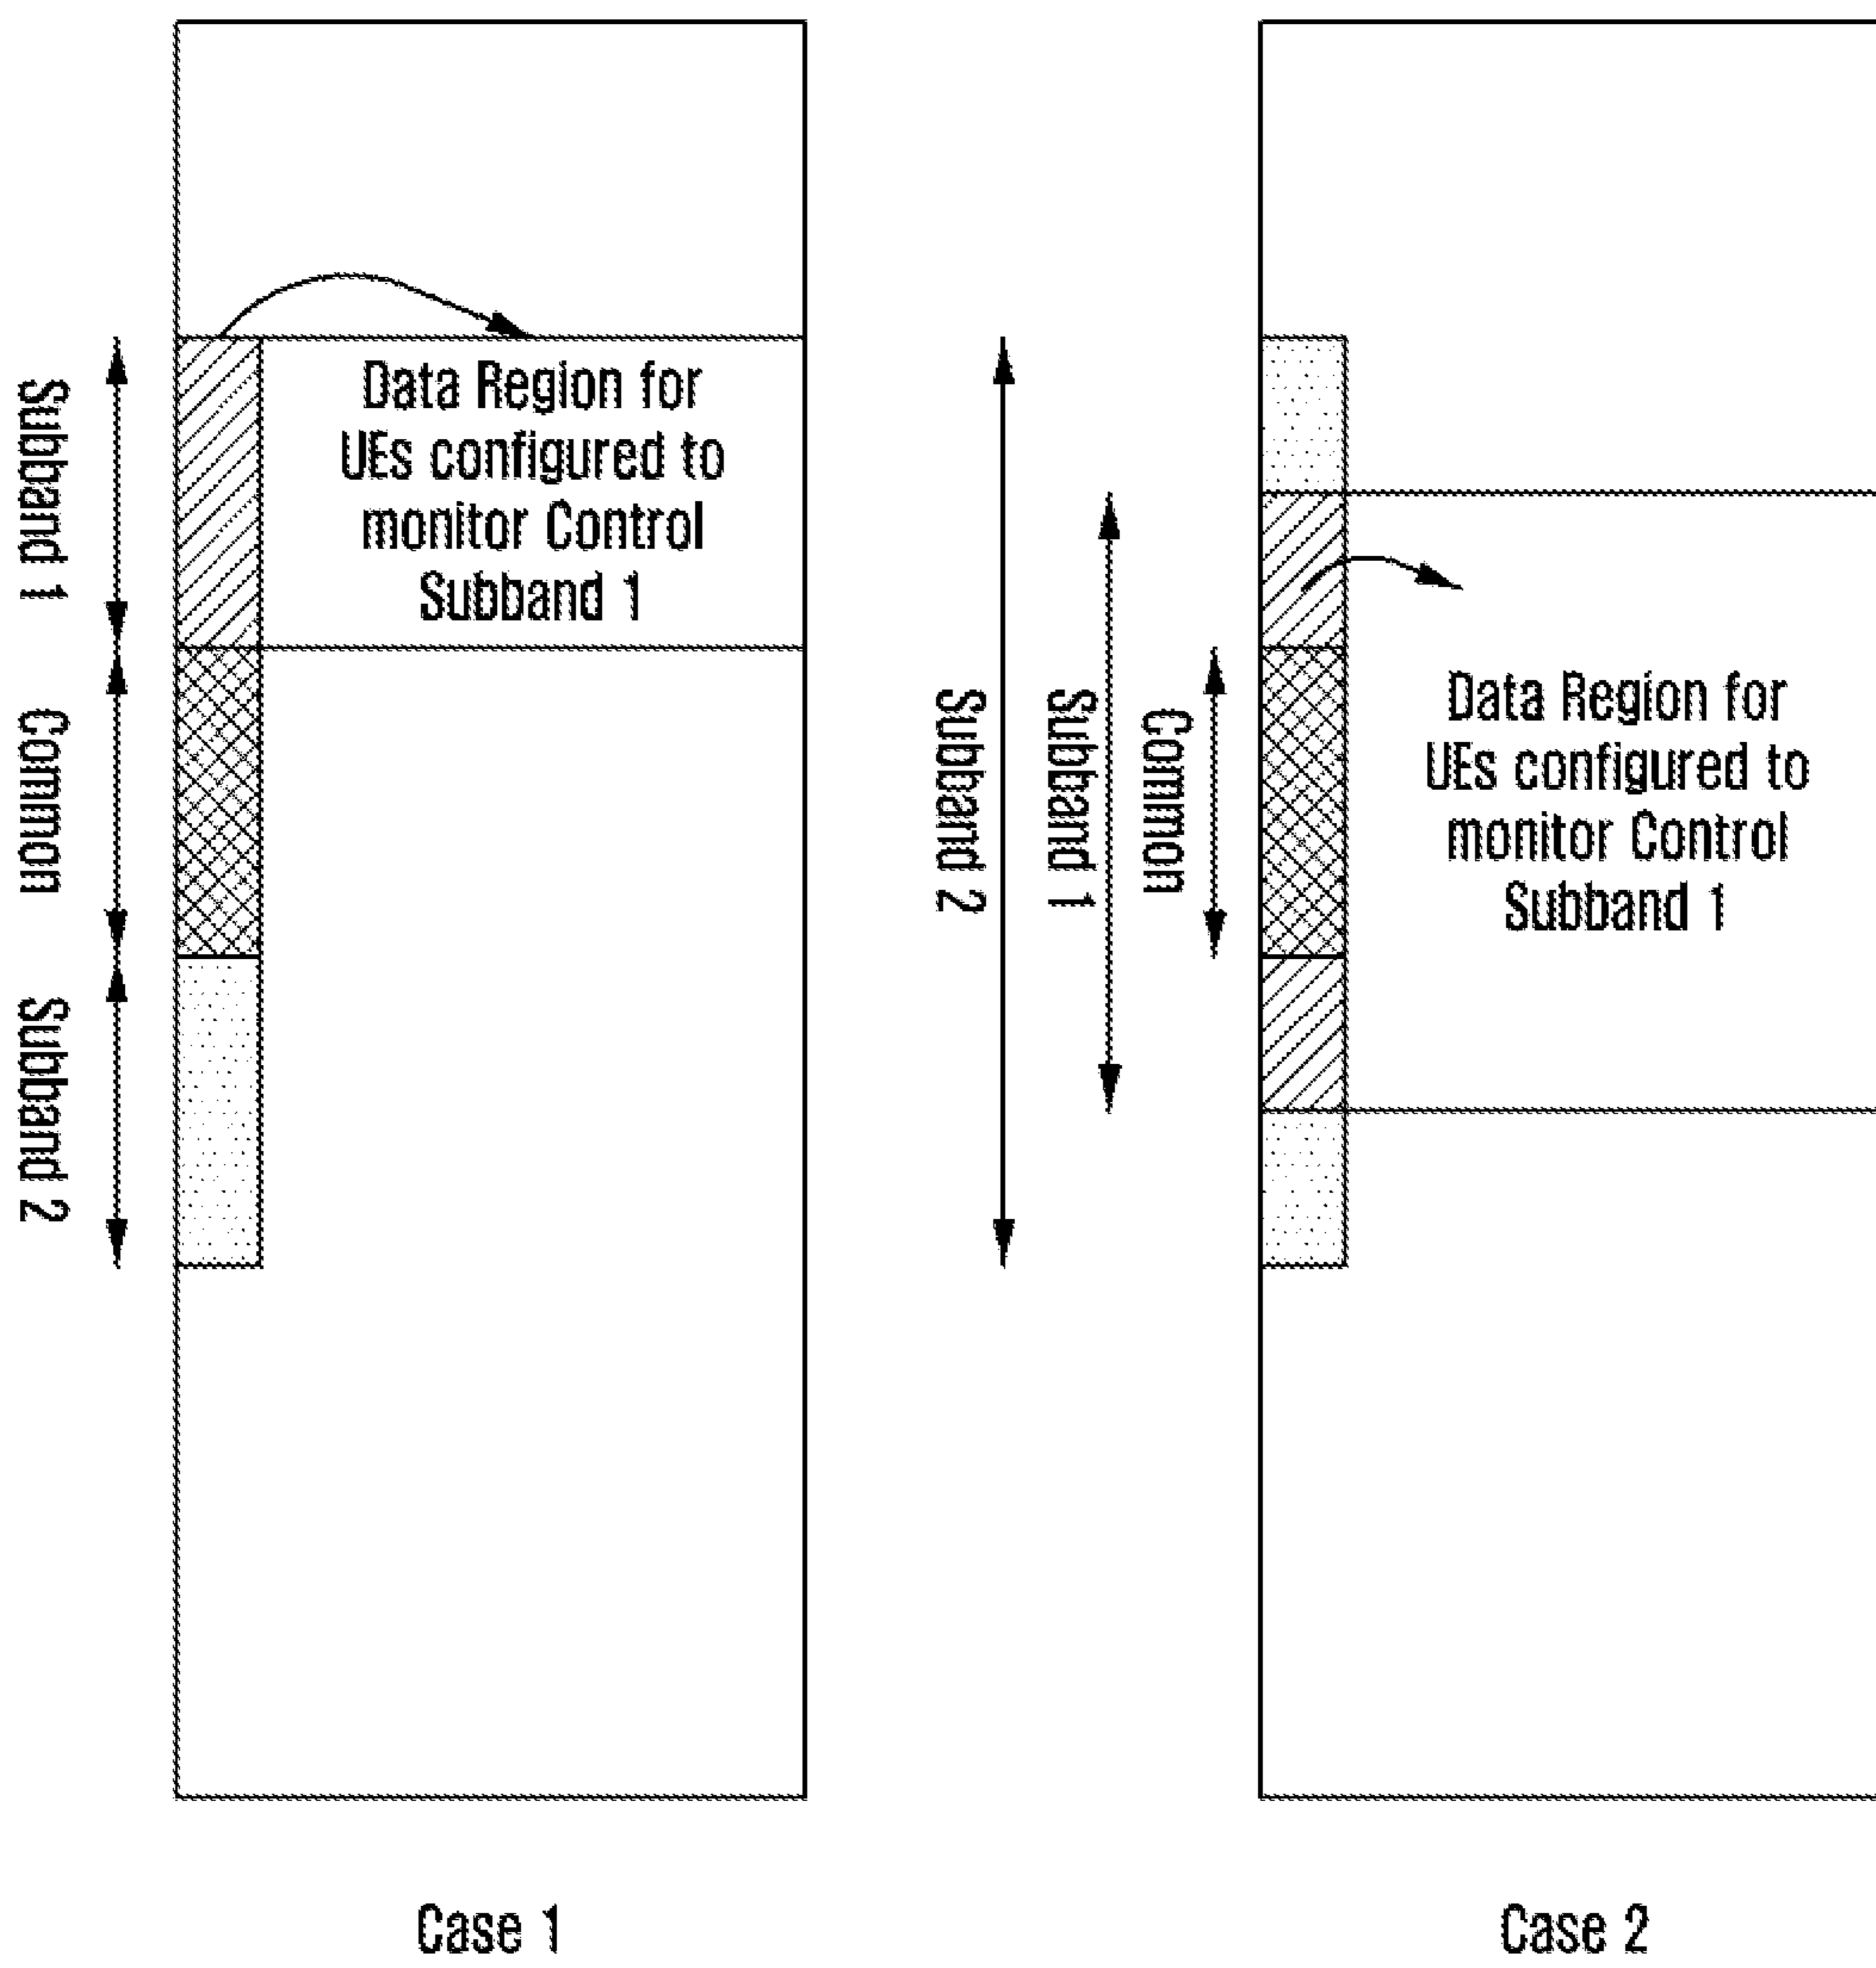 Subband 1
Common
Subband 2
Data Region for
UEs configured to
monitor Control
Subband 1
Case 1
Subband 2
Subband 1
Common
Data Region for
UEs configured to
monitor Control
Subband 1
Case 2